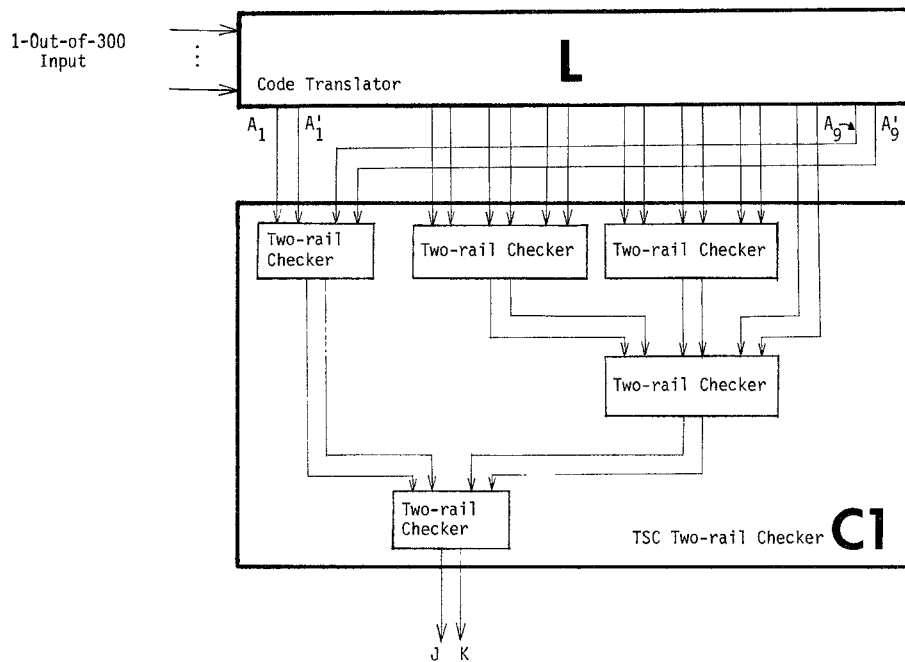 1-Out-of-300
Input
L
Code Translator
A1 A'1 A9 A'9
Two-rail
Checker
Two-rail Checker
Two-rail Checker
Two-rail Checker
Two-rail
Checker
TSC Two-rail Checker C1
J K